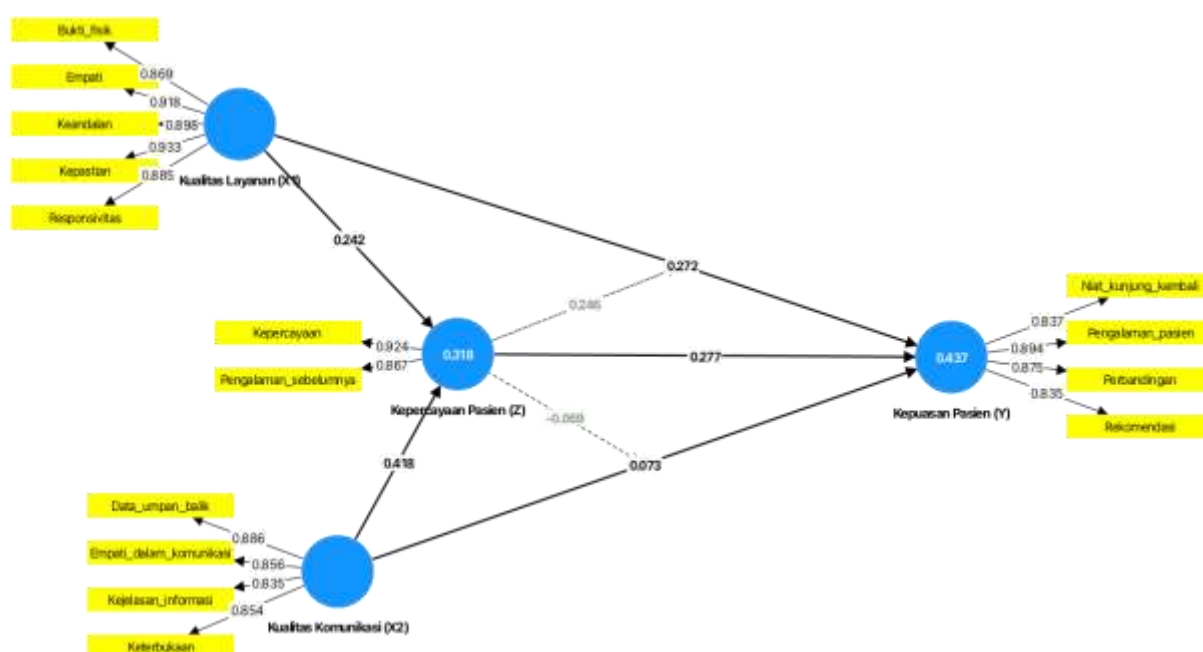 Bukti_fisik
0.869
Empati
0.918
Keandalan
0.898
Kepastian
0.933
Responsivitas
0.885
Kualitas Layanan (X1)
0.242
0.272
0.246
Kepercayaan
0.924
Pengalaman_sebelumnya
0.867
0.318
Kepercayaan Pasien (Z)
0.277
-0.069
0.418
0.073
0.437
Kepuasan Pasien (Y)
Niat_kunjung_kembali
0.837
Pengalaman_pasien
0.894
Perbandingan
0.875
Rekomendasi
0.835
Data_umpan_balik
0.886
Empati_dalam_komunikasi
0.856
Kejelasan_informasi
0.835
Keterbukaan
0.854
Kualitas Komunikasi (X2)